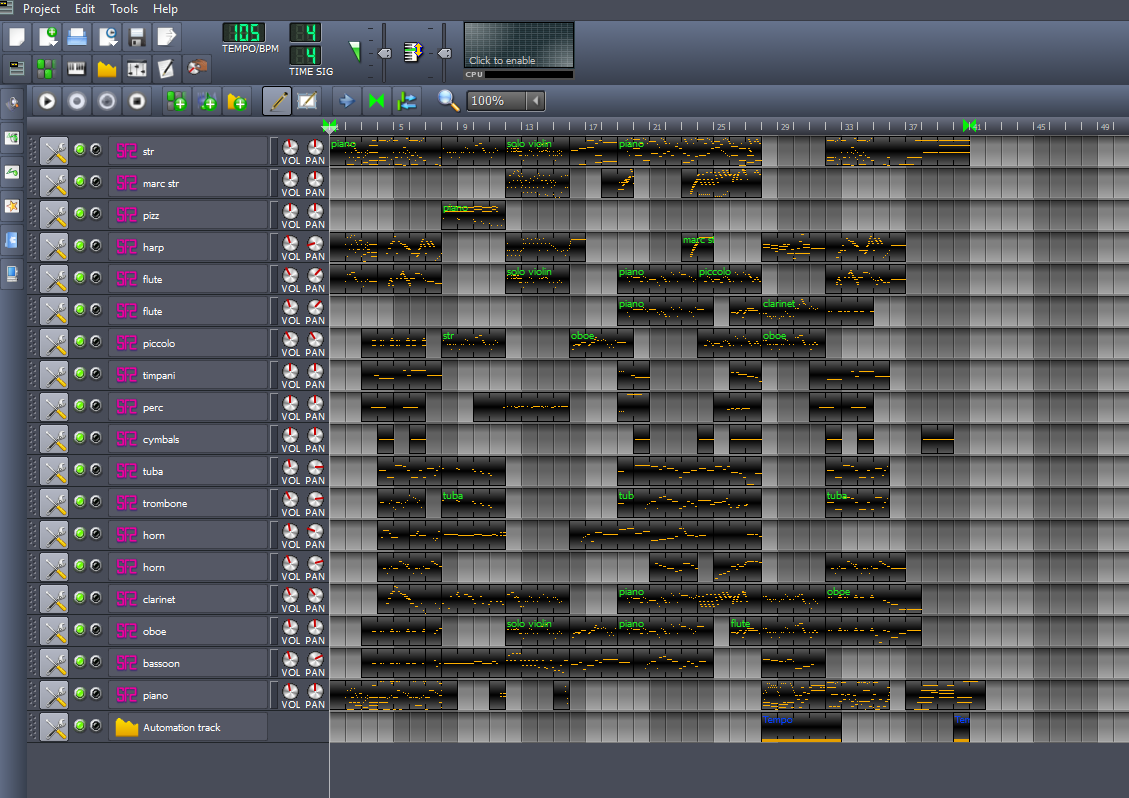 Project Edit Tools Help
105
TEMPO/BPM
4
4
TIME SIG
Click to enable
CPU
100%
5 9 13 17 21 25 29 33 37 41 45 49
str VOL PAN piano solo violin piano
marc str VOL PAN
pizz VOL PAN piano
harp VOL PAN marc st
flute VOL PAN solo violin piano piccolo
flute VOL PAN piano clarinet
piccolo VOL PAN str oboe oboe
timpani VOL PAN
perc VOL PAN
cymbals VOL PAN
tuba VOL PAN
trombone VOL PAN tuba tub tuba
horn VOL PAN
horn VOL PAN
clarinet VOL PAN piano oboe
oboe VOL PAN solo violin piano flute
bassoon VOL PAN
piano VOL PAN
Automation track Tempo Ten